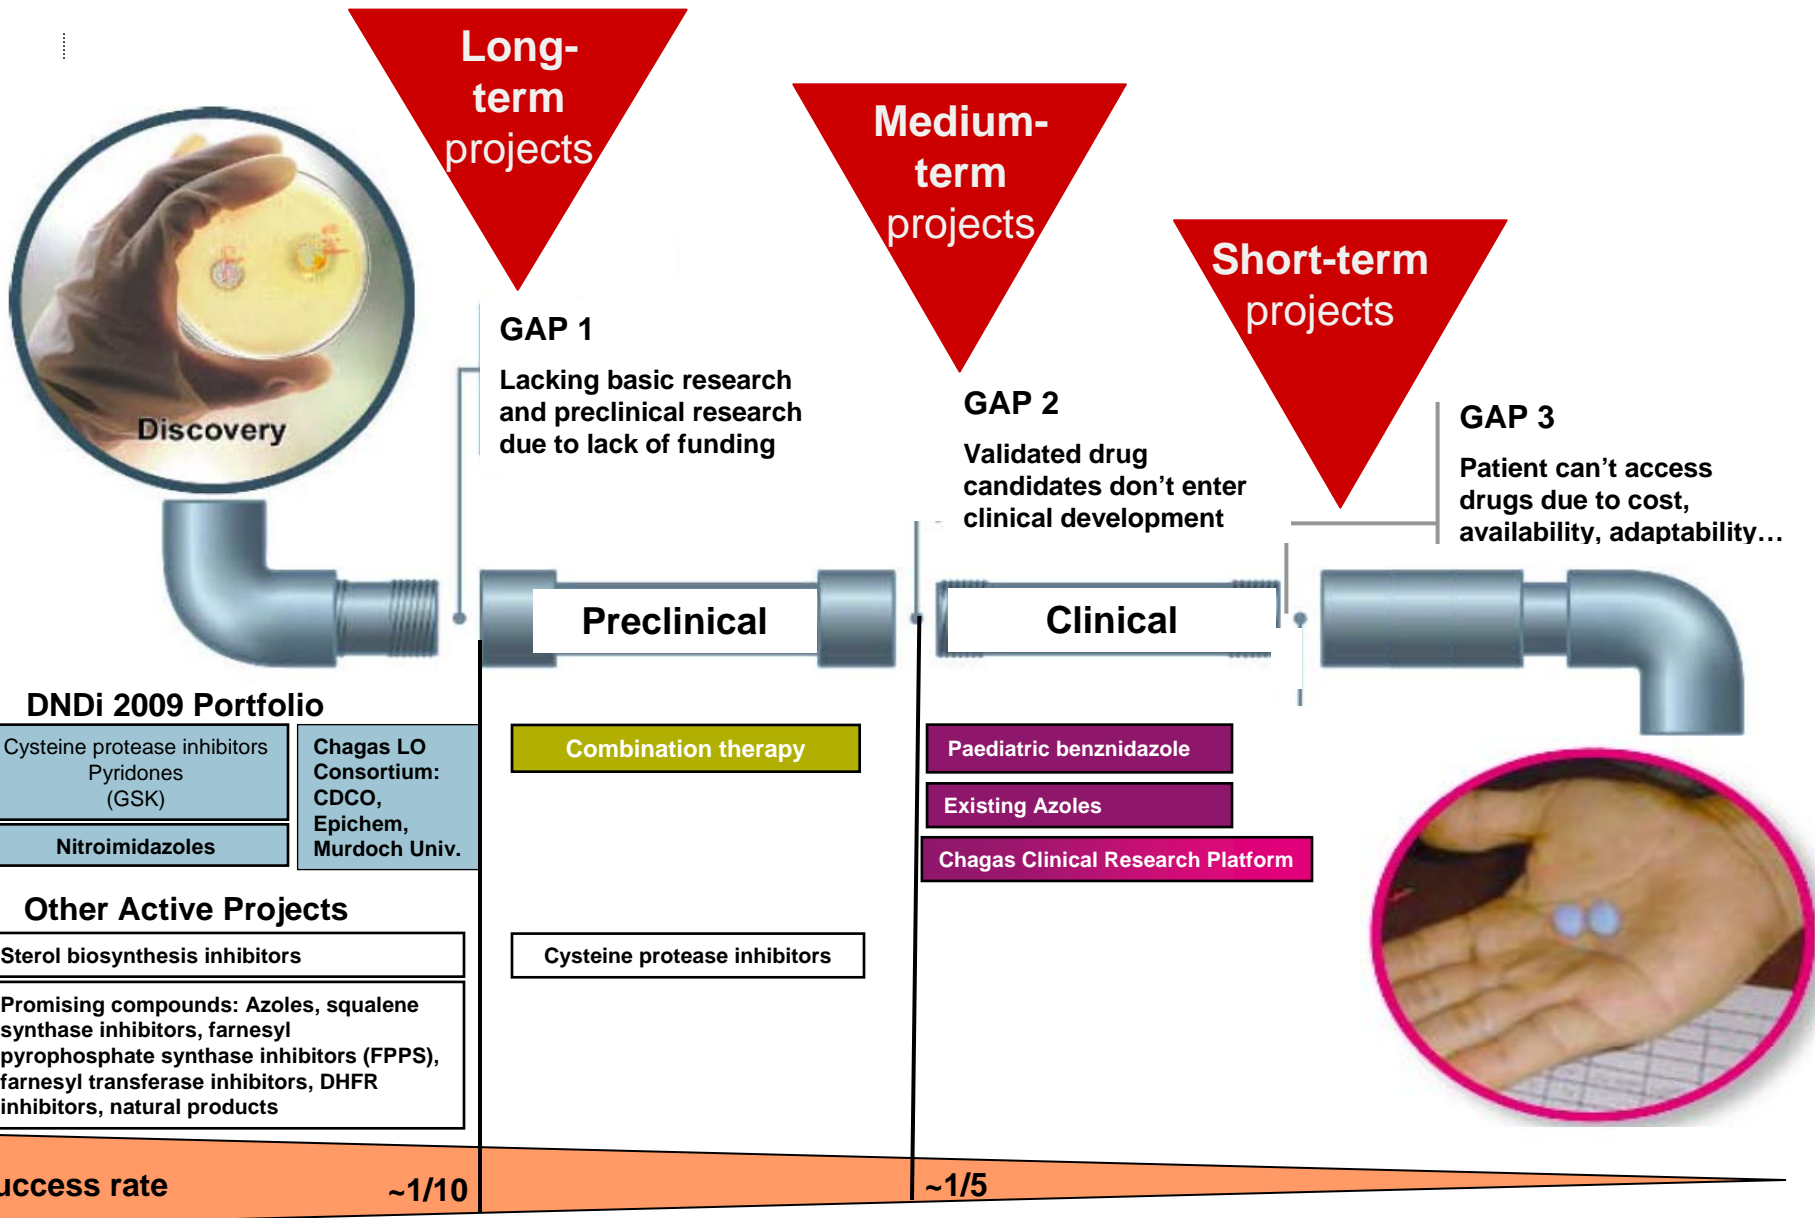 Long-
term
projects
Medium-
term
projects
Short-term
projects
GAP 1
Lacking basic research
and preclinical research
due to lack of funding
GAP 2
Validated drug
candidates don’t enter
clinical development
GAP 3
Patient can’t access
drugs due to cost,
availability, adaptability…
Discovery
Preclinical
Clinical
DNDi 2009 Portfolio
Cysteine protease inhibitors
Pyridones
(GSK)
Nitroimidazoles
Chagas LO
Consortium:
CDCO,
Epichem,
Murdoch Univ.
Combination therapy
Paediatric benznidazole
Existing Azoles
Chagas Clinical Research Platform
Other Active Projects
Sterol biosynthesis inhibitors
Cysteine protease inhibitors
Promising compounds: Azoles, squalene
synthase inhibitors, farnesyl
pyrophosphate synthase inhibitors (FPPS),
farnesyl transferase inhibitors, DHFR
inhibitors, natural products
uccess rate
~1/10
~1/5